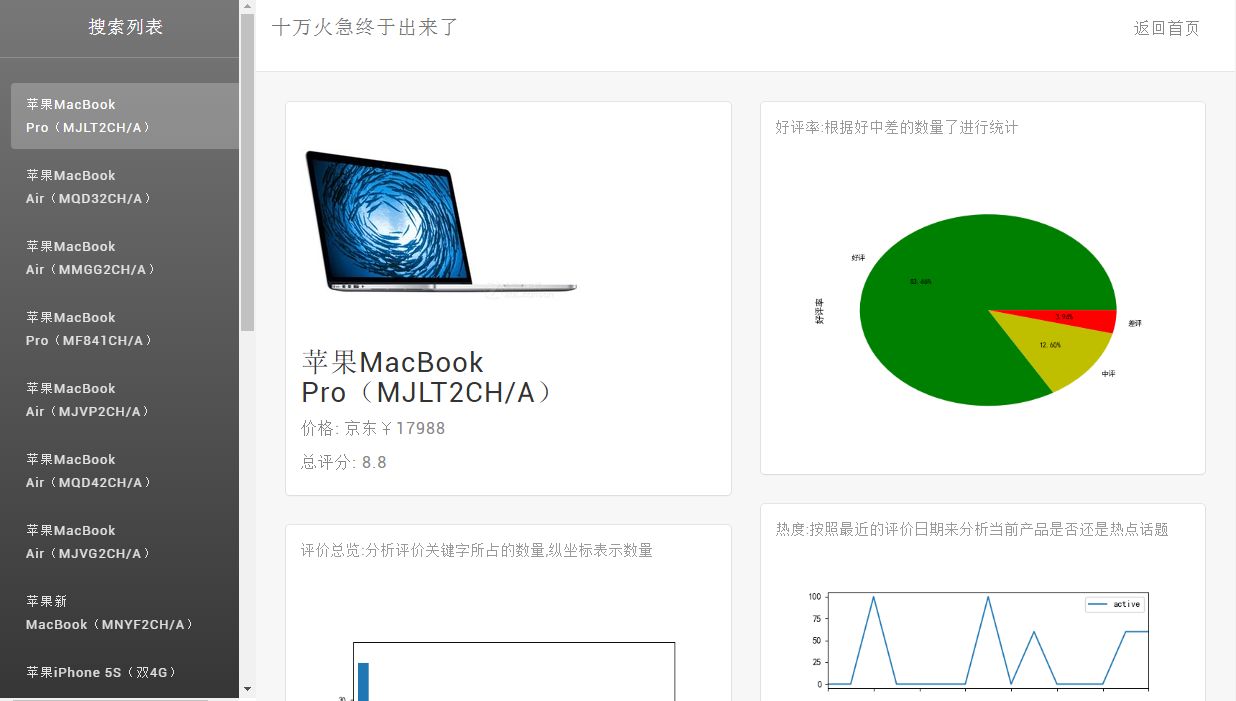 搜索列表
苹果MacBook
Pro（MJLT2CH/A）
苹果MacBook
Air（MQD32CH/A）
苹果MacBook
Air（MMGG2CH/A）
苹果MacBook
Pro（MF841CH/A）
苹果MacBook
Air（MJVP2CH/A）
苹果MacBook
Air（MQD42CH/A）
苹果MacBook
Air（MJVG2CH/A）
苹果新
MacBook（MNYF2CH/A）
苹果iPhone 5S（双4G）
十万火急终于出来了
返回首页
苹果MacBook
Pro（MJLT2CH/A）
价格: 京东￥17988
总评分: 8.8
好评率:根据好中差的数量了进行统计
好评
好评率
差评
12.60%
中评
评价总览:分析评价关键字所占的数量,纵坐标表示数量
热度:按照最近的评价日期来分析当前产品是否还是热点话题
active
100
75
50
25
0